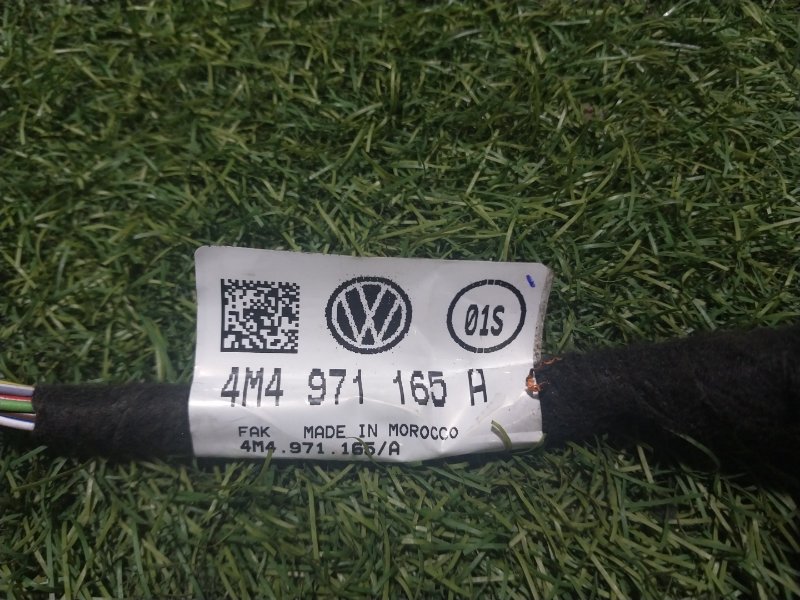 VW
01S
4M4 971 165 H
FAK MADE IN MOROCCO
4M4.971.165/A